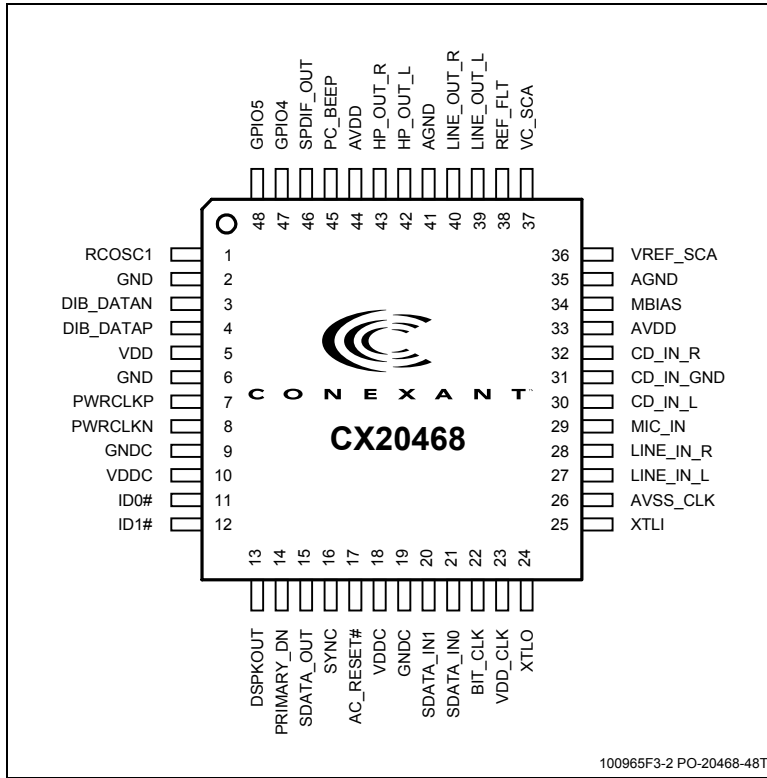 GPIO5
GPIO4
SPDIF_OUT
PC_BEEP
AVDD
HP_OUT_R
HP_OUT_L
AGND
LINE_OUT_R
LINE_OUT_L
REF_FLT
VC_SCA
48 47 46 45 44 43 42 41 40 39 38 37
RCOSC1 1
GND 2
DIB_DATAN 3
DIB_DATAP 4
VDD 5
GND 6
PWRCLKP 7
PWRCLKN 8
GNDC 9
VDDC 10
ID0# 11
ID1# 12
CONEXANT™
CX20468
36 VREF_SCA
35 AGND
34 MBIAS
33 AVDD
32 CD_IN_R
31 CD_IN_GND
30 CD_IN_L
29 MIC_IN
28 LINE_IN_R
27 LINE_IN_L
26 AVSS_CLK
25 XTLI
13 14 15 16 17 18 19 20 21 22 23 24
DSPKOUT
PRIMARY_DN
SDATA_OUT
SYNC
AC_RESET#
VDDC
GNDC
SDATA_IN1
SDATA_IN0
BIT_CLK
VDD_CLK
XTLO
100965F3-2 PO-20468-48T